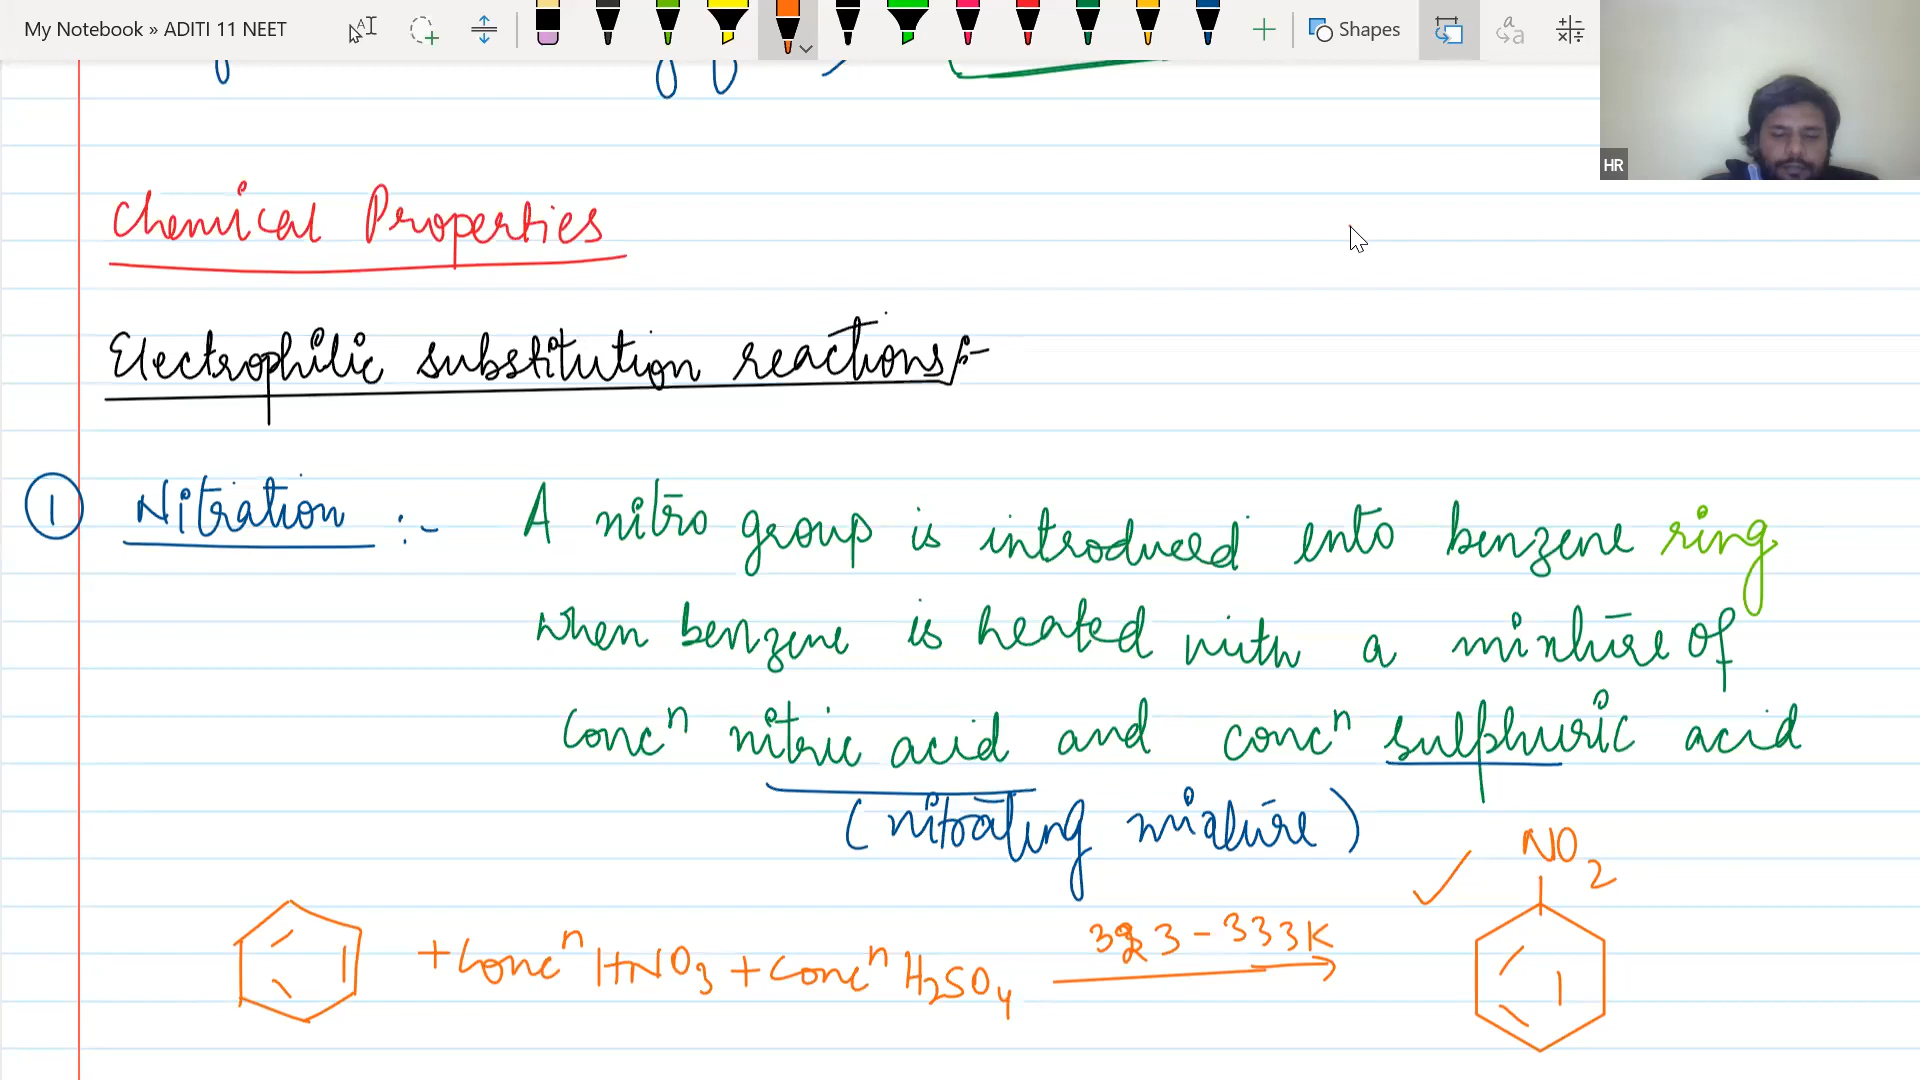 My Notebook » ADITI 11 NEET
Shapes
HR
Chemical Properties
Electrophilic substitution reactions:-
① Nitration :- A nitro group is introduced into benzene ring
when benzene is heated with a mixture of
concⁿ nitric acid and concⁿ sulphuric acid
(nitrating mixture)
NO₂
+ concⁿ HNO₃ + concⁿ H₂SO₄ 323-333K